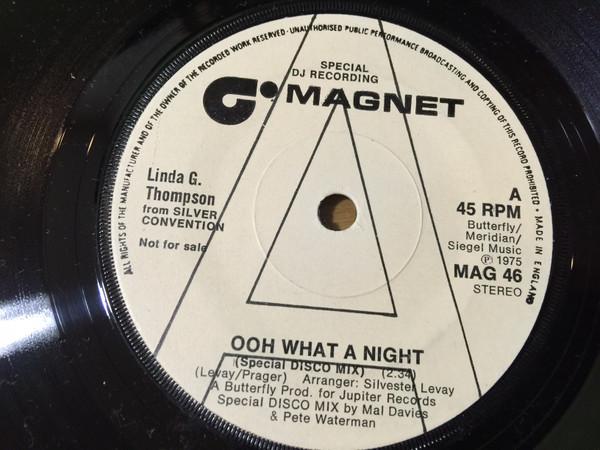 ALL RIGHTS OF THE MANUFACTURER AND OF THE OWNER OF THE RECORDED WORK RESERVED · UNAUTHORISED PUBLIC PERFORMANCE BROADCASTING AND COPYING OF THIS RECORD PROHIBITED · MADE IN ENGLAND
SPECIAL
DJ RECORDING
MAGNET
A
Linda G.
Thompson
from SILVER
CONVENTION
Not for sale
A
45 RPM
Butterfly/
Meridian/
Siegel Music
Ⓟ 1975
MAG 46
STEREO
OOH WHAT A NIGHT
(Special DISCO MIX) (2.34)
(Levay/Prager) Arranger: Silvester Levay
A Butterfly Prod. for Jupiter Records
Special DISCO MIX by Mal Davies
& Pete Waterman